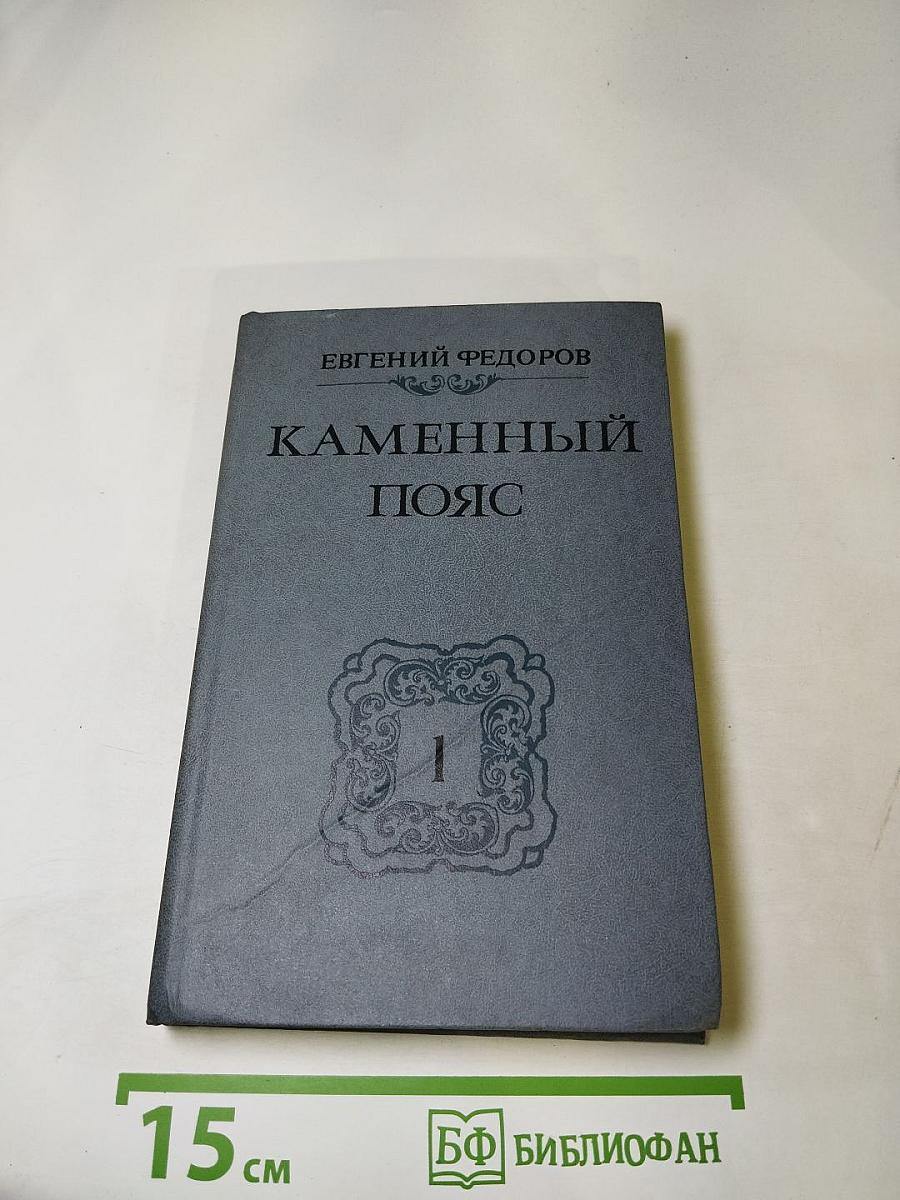 ЕВГЕНИЙ ФЕДОРОВ
КАМЕННЫЙ
ПОЯС
1
15 см
БФ БИБЛИОФАН